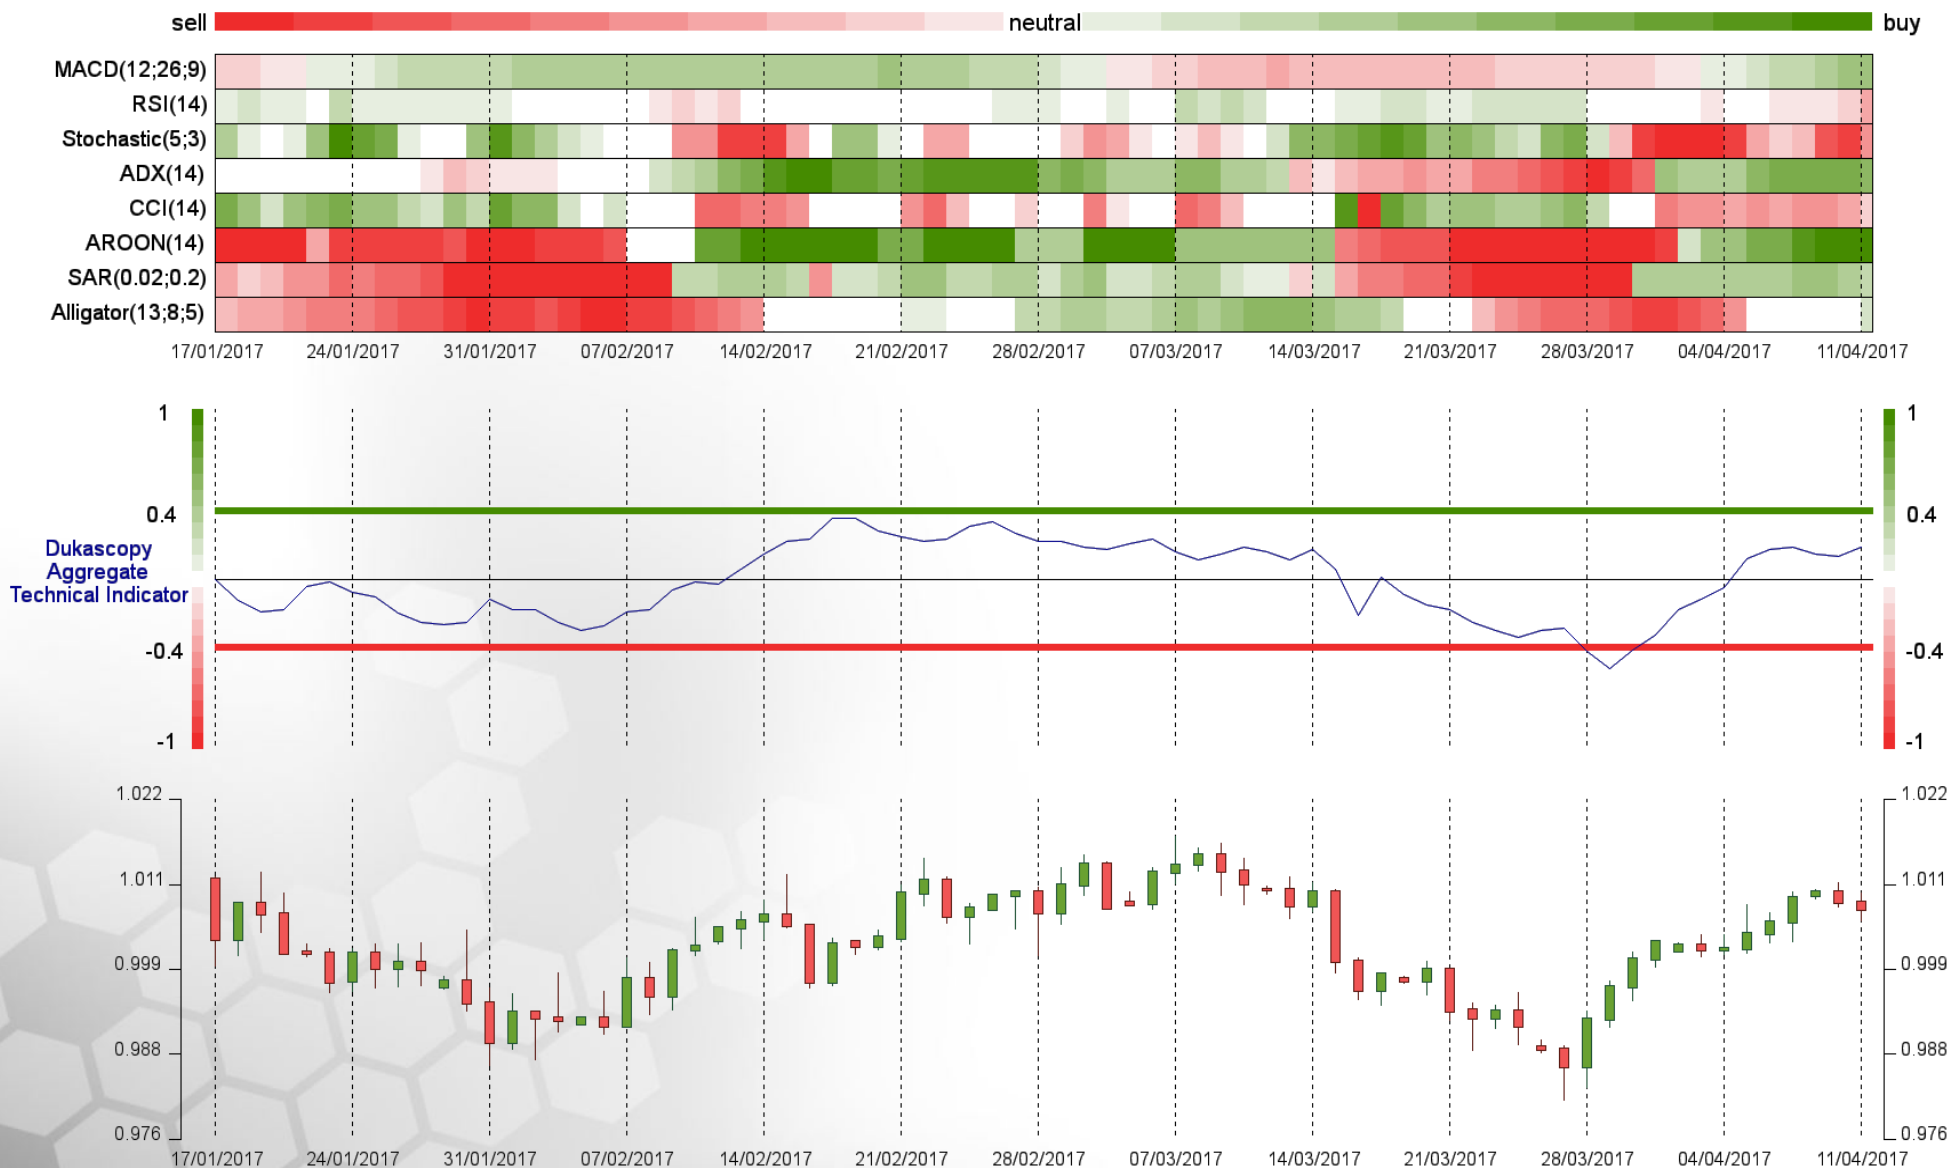 sell neutral buy
MACD(12;26;9)
RSI(14)
Stochastic(5;3)
ADX(14)
CCI(14)
AROON(14)
SAR(0.02;0.2)
Alligator(13;8;5)
17/01/2017 24/01/2017 31/01/2017 07/02/2017 14/02/2017 21/02/2017 28/02/2017 07/03/2017 14/03/2017 21/03/2017 28/03/2017 04/04/2017 11/04/2017
1 1
0.4 0.4
Dukascopy
Aggregate
Technical Indicator
-0.4 -0.4
-1 -1
1.022 1.022
1.011 1.011
0.999 0.999
0.988 0.988
0.976 0.976
17/01/2017 24/01/2017 31/01/2017 07/02/2017 14/02/2017 21/02/2017 28/02/2017 07/03/2017 14/03/2017 21/03/2017 28/03/2017 04/04/2017 11/04/2017